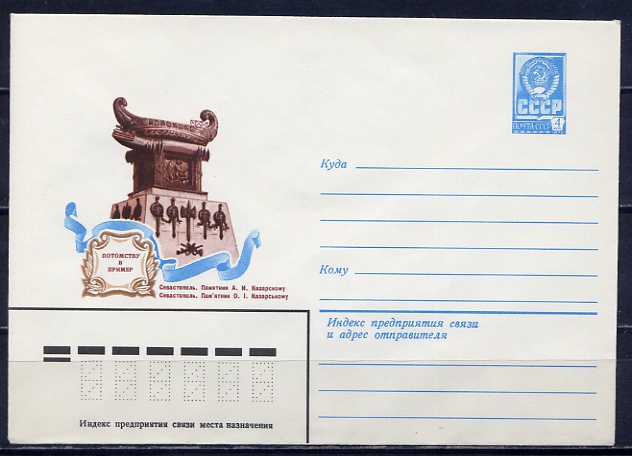 СССР
ПОЧТА СССР 4
Куда
ПОТОМСТВУ
В
ПРИМЕР
Севастополь. Памятник А. И. Казарскому
Севастополь. Пам'ятник О. І. Казарському
Кому
Индекс предприятия связи
и адрес отправителя
Индекс предприятия связи места назначения